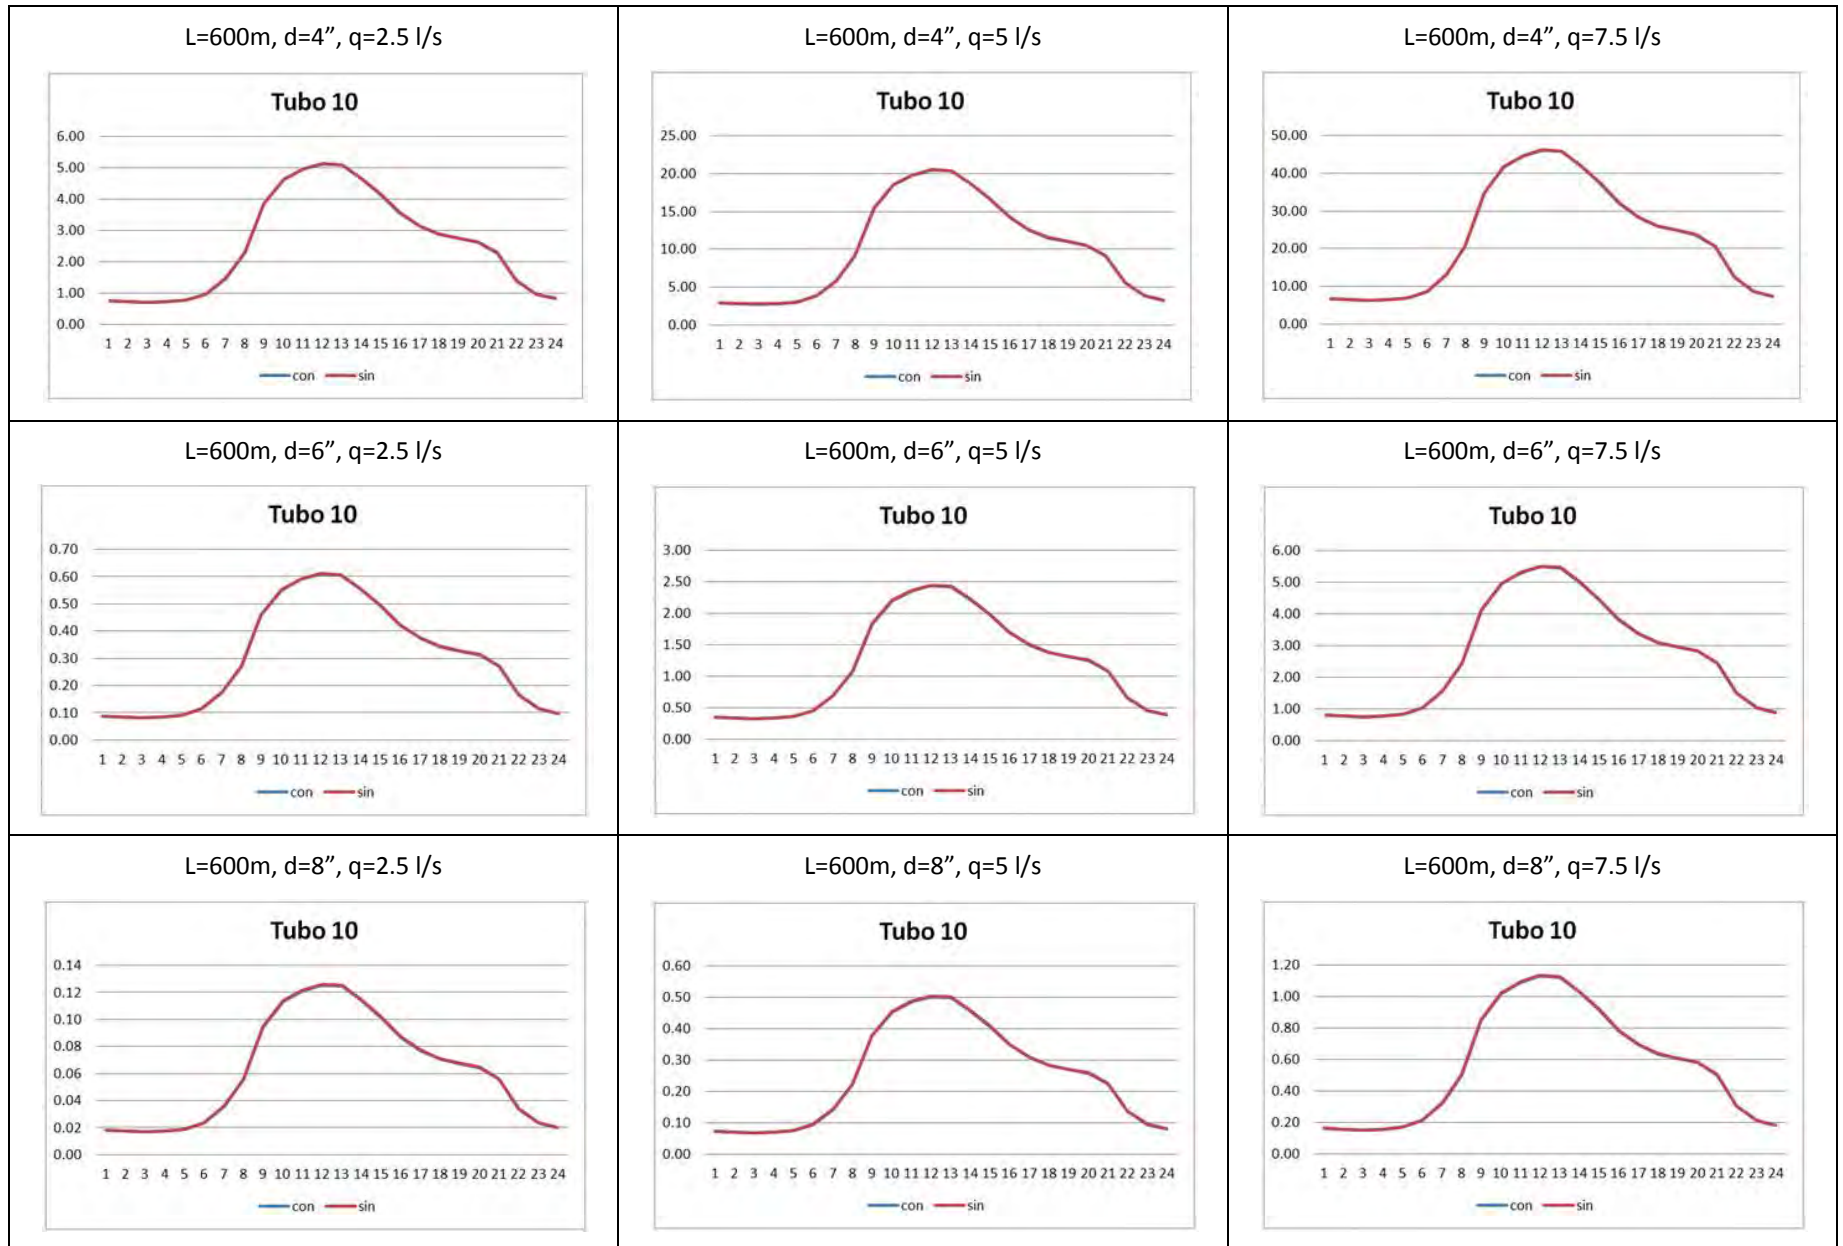 L=600m, d=4”, q=2.5 l/s
Tubo 10
6.00
5.00
4.00
3.00
2.00
1.00
0.00
1 2 3 4 5 6 7 8 9 10 11 12 13 14 15 16 17 18 19 20 21 22 23 24
con sin
L=600m, d=4”, q=5 l/s
Tubo 10
25.00
20.00
15.00
10.00
5.00
0.00
1 2 3 4 5 6 7 8 9 10 11 12 13 14 15 16 17 18 19 20 21 22 23 24
con sin
L=600m, d=4”, q=7.5 l/s
Tubo 10
50.00
40.00
30.00
20.00
10.00
0.00
1 2 3 4 5 6 7 8 9 10 11 12 13 14 15 16 17 18 19 20 21 22 23 24
con sin
L=600m, d=6”, q=2.5 l/s
Tubo 10
0.70
0.60
0.50
0.40
0.30
0.20
0.10
0.00
1 2 3 4 5 6 7 8 9 10 11 12 13 14 15 16 17 18 19 20 21 22 23 24
con sin
L=600m, d=6”, q=5 l/s
Tubo 10
3.00
2.50
2.00
1.50
1.00
0.50
0.00
1 2 3 4 5 6 7 8 9 10 11 12 13 14 15 16 17 18 19 20 21 22 23 24
con sin
L=600m, d=6”, q=7.5 l/s
Tubo 10
6.00
5.00
4.00
3.00
2.00
1.00
0.00
1 2 3 4 5 6 7 8 9 10 11 12 13 14 15 16 17 18 19 20 21 22 23 24
con sin
L=600m, d=8”, q=2.5 l/s
Tubo 10
0.14
0.12
0.10
0.08
0.06
0.04
0.02
0.00
1 2 3 4 5 6 7 8 9 10 11 12 13 14 15 16 17 18 19 20 21 22 23 24
con sin
L=600m, d=8”, q=5 l/s
Tubo 10
0.60
0.50
0.40
0.30
0.20
0.10
0.00
1 2 3 4 5 6 7 8 9 10 11 12 13 14 15 16 17 18 19 20 21 22 23 24
con sin
L=600m, d=8”, q=7.5 l/s
Tubo 10
1.20
1.00
0.80
0.60
0.40
0.20
0.00
1 2 3 4 5 6 7 8 9 10 11 12 13 14 15 16 17 18 19 20 21 22 23 24
con sin